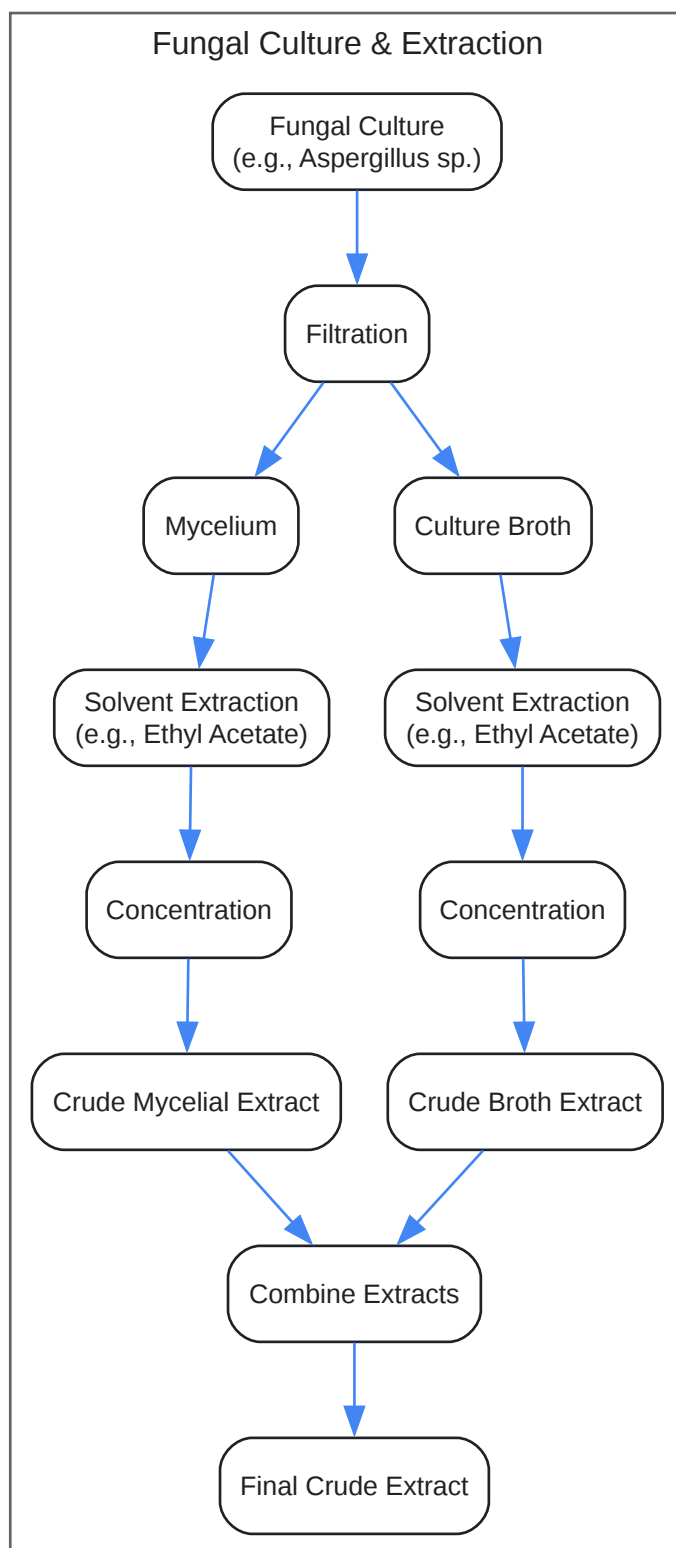 Fungal Culture & Extraction
Fungal Culture
(e.g., Aspergillus sp.)
Filtration
Mycelium
Culture Broth
Solvent Extraction
(e.g., Ethyl Acetate)
Solvent Extraction
(e.g., Ethyl Acetate)
Concentration
Concentration
Crude Mycelial Extract
Crude Broth Extract
Combine Extracts
Final Crude Extract